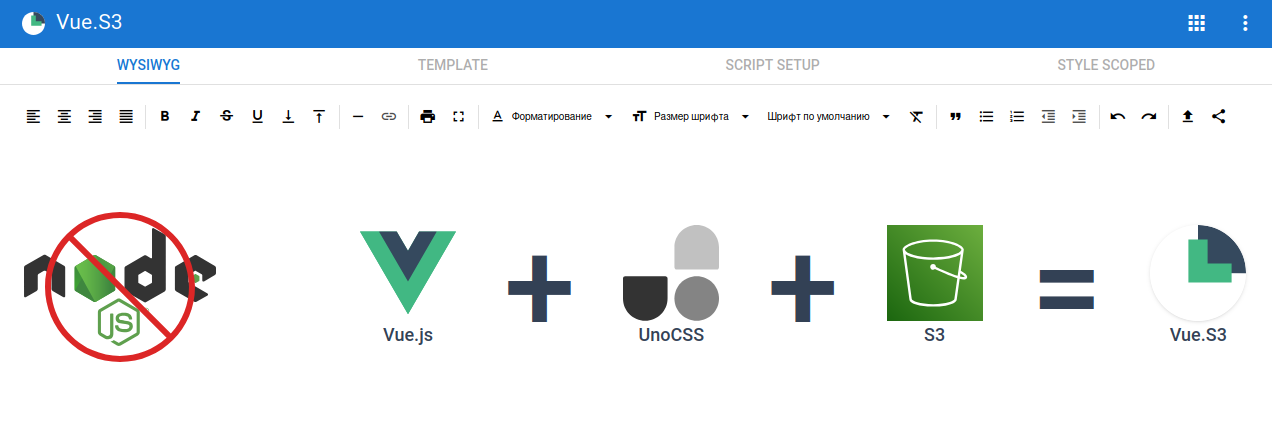 Vue.S3
WYSIWYG TEMPLATE SCRIPT SETUP STYLE SCOPED
Форматирование Размер шрифта Шрифт по умолчанию
node
JS
+ + =
Vue.js UnoCSS S3 Vue.S3